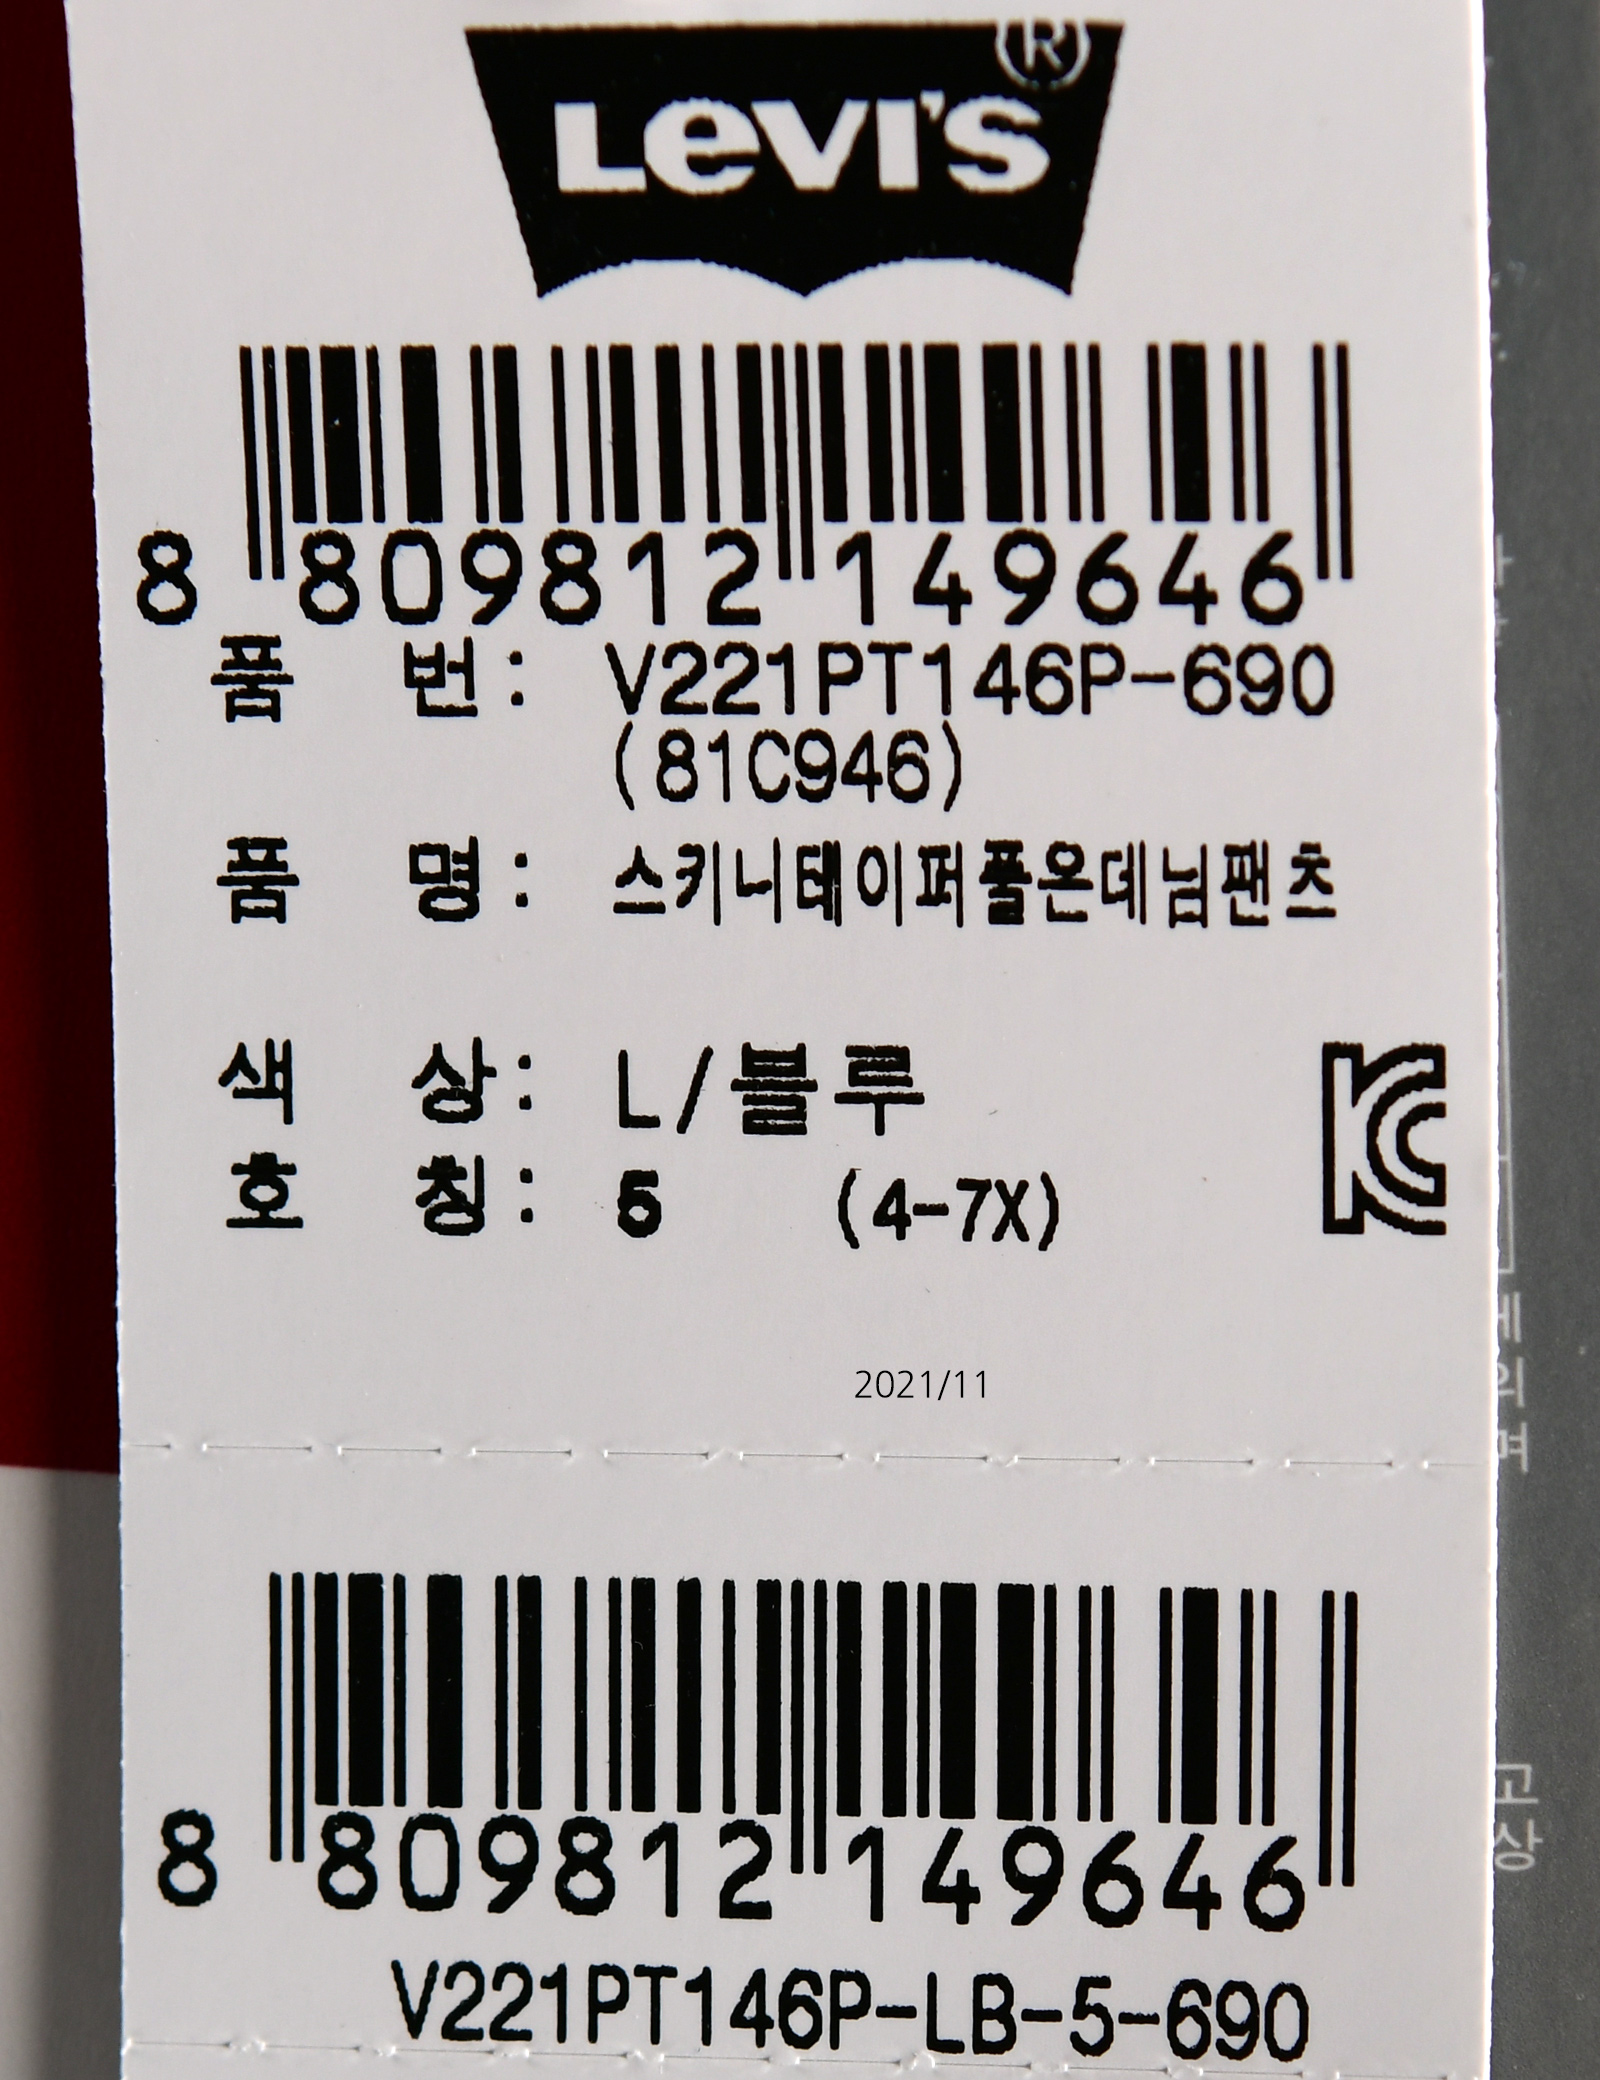 Levi's®
8 809812 149646
품 번: V221PT146P-690
(81C946)
품 명: 스키니테이퍼풀온데님팬츠
색 상: L/블루
호 칭: 5 (4-7X)
2021/11
8 809812 149646
V221PT146P-LB-5-690